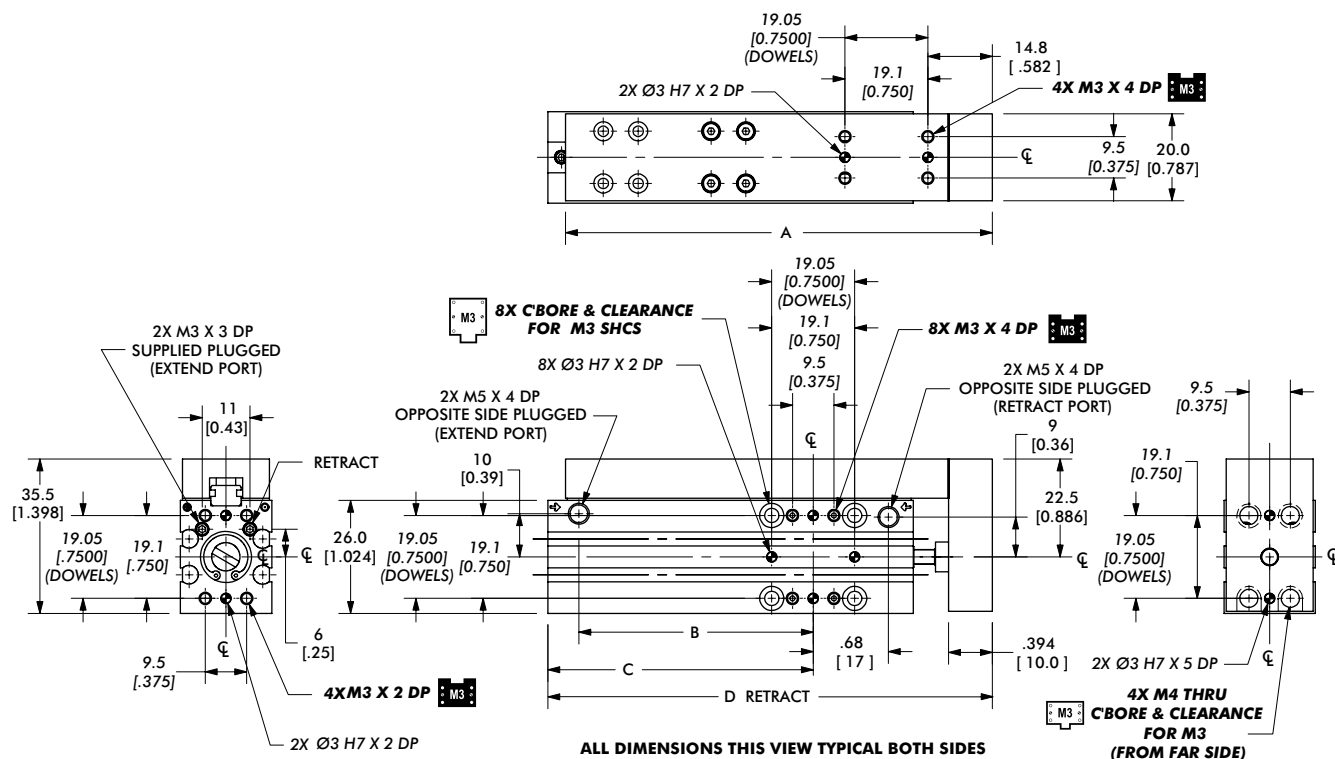 19.05
[0.7500]
(DOWELS)
14.8
[ .582 ]
19.1
[0.750]
2X Ø3 H7 X 2 DP
4X M3 X 4 DP M3
℄
9.5
[0.375]
20.0
[0.787]
A
19.05
[0.7500]
(DOWELS)
M3
8X C'BORE & CLEARANCE
FOR M3 SHCS
19.1
[0.750]
8X M3 X 4 DP M3
2X M3 X 3 DP
SUPPLIED PLUGGED
(EXTEND PORT)
8X Ø3 H7 X 2 DP
9.5
[0.375]
2X M5 X 4 DP
OPPOSITE SIDE PLUGGED
(RETRACT PORT)
9.5
[0.375]
2X M5 X 4 DP
OPPOSITE SIDE PLUGGED
(EXTEND PORT)
11
[0.43]
℄
9
[0.36]
RETRACT
10
[0.39]
19.1
[0.750]
35.5
[1.398]
22.5
[0.886]
19.05
[.7500]
(DOWELS)
19.1
[.750]
℄
℄
26.0
[1.024]
19.05
[0.7500]
(DOWELS)
19.1
[0.750]
℄
19.05
[0.7500]
(DOWELS)
℄
6
[.25]
℄
B
.68
[ 17 ]
.394
[ 10.0 ]
℄
9.5
[.375]
C
2X Ø3 H7 X 5 DP
4X M3 X 2 DP M3
D RETRACT
M3
4X M4 THRU
C'BORE & CLEARANCE
FOR M3
(FROM FAR SIDE)
2X Ø3 H7 X 2 DP
ALL DIMENSIONS THIS VIEW TYPICAL BOTH SIDES